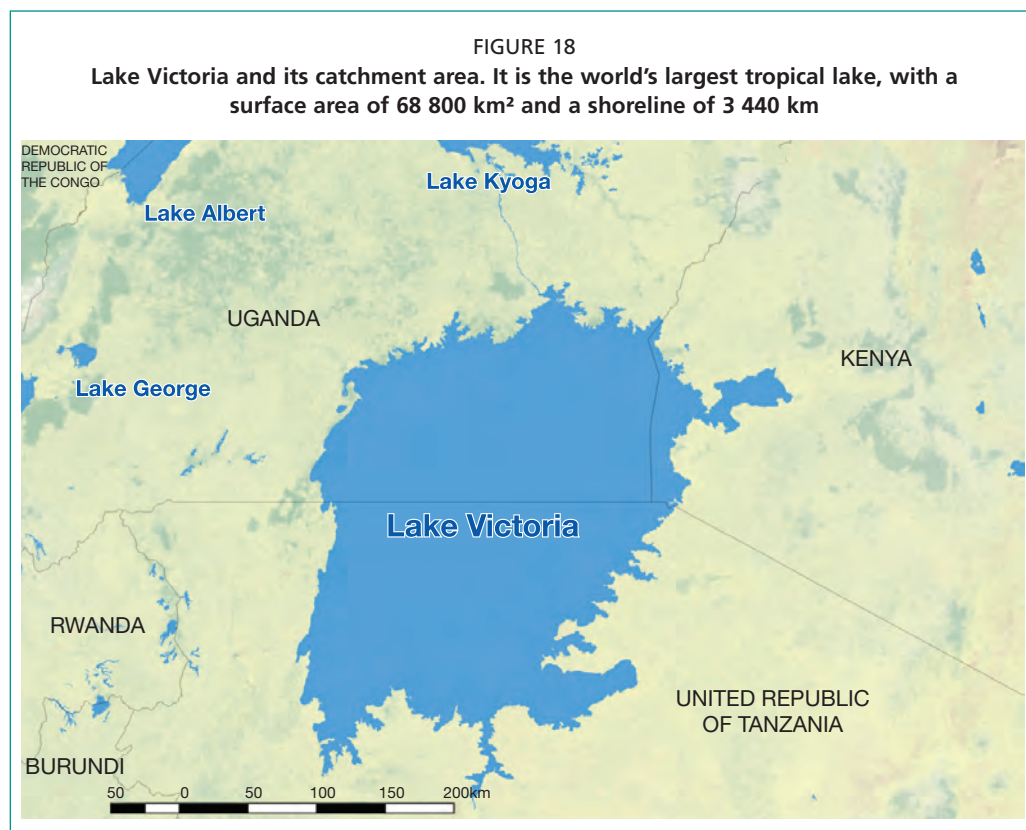 FIGURE 18
Lake Victoria and its catchment area. It is the world's largest tropical lake, with a
surface area of 68 800 km² and a shoreline of 3 440 km
DEMOCRATIC
REPUBLIC OF
THE CONGO
Lake Albert
Lake Kyoga
UGANDA
KENYA
Lake George
Lake Victoria
RWANDA
UNITED REPUBLIC
OF TANZANIA
BURUNDI
50 0 50 100 150 200km